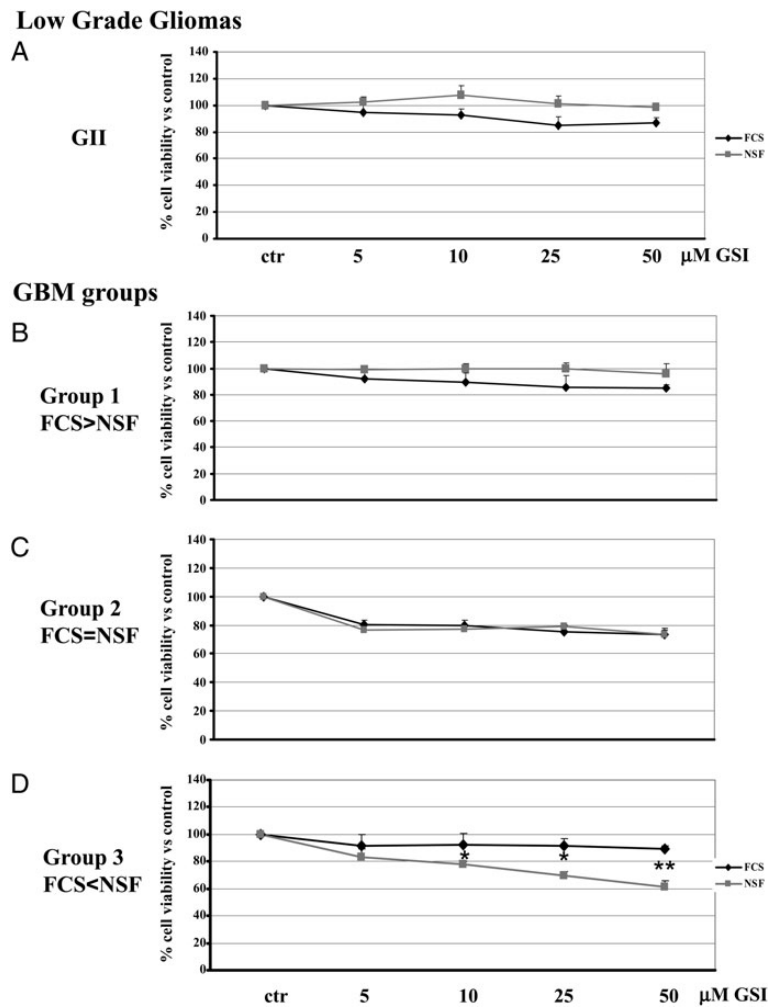 Low Grade Gliomas
A
GII
% cell viability vs control
140
120
100
80
60
40
20
0
FCS
NSF
ctr 5 10 25 50 μM GSI
GBM groups
B
Group 1
FCS>NSF
% cell viability vs control
140
120
100
80
60
40
20
0
C
Group 2
FCS=NSF
% cell viability vs control
140
120
100
80
60
40
20
0
D
Group 3
FCS<NSF
% cell viability vs control
140
120
100
80
60
40
20
0
* * **
FCS
NSF
ctr 5 10 25 50 μM GSI